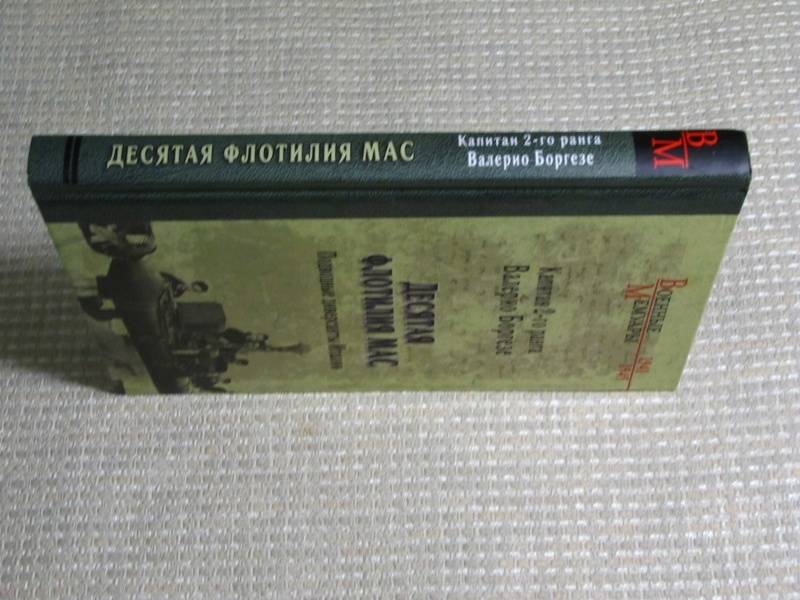 ДЕСЯТАЯ ФЛОТИЛИЯ МАС
Капитан 2-го ранга
Валерио Боргезе
В
М
Военные
Мемуары
Капитан 2-го ранга
Валерио Боргезе
Десятая
флотилия МАС